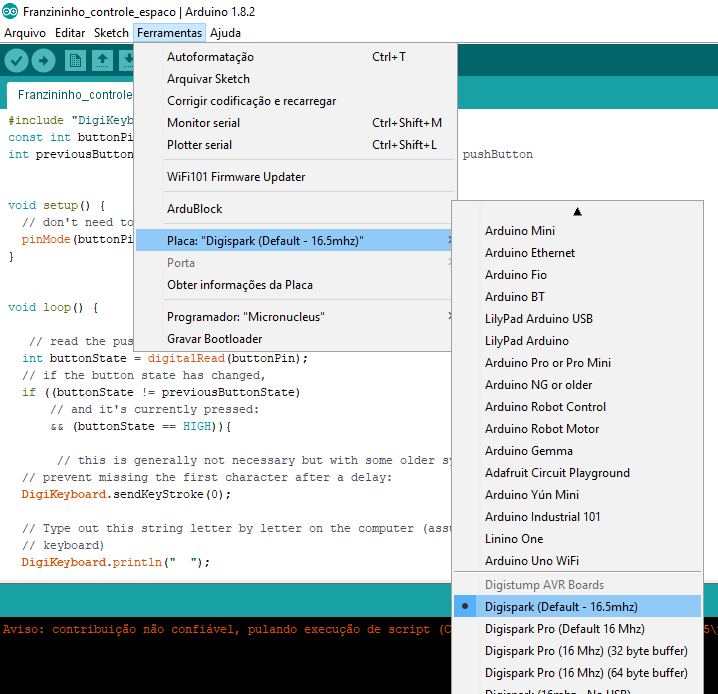 Franzininho_controle_espaco | Arduino 1.8.2
Arquivo Editar Sketch Ferramentas Ajuda
Franzininho_controle
Autoformatação Ctrl+T
Arquivar Sketch
Corrigir codificação e recarregar
Monitor serial Ctrl+Shift+M
Plotter serial Ctrl+Shift+L
WiFi101 Firmware Updater
ArduBlock
Placa: "Digispark (Default - 16.5mhz)"
Porta
Obter informações da Placa
Programador: "Micronucleus"
Gravar Bootloader
Arduino Mini
Arduino Ethernet
Arduino Fio
Arduino BT
LilyPad Arduino USB
LilyPad Arduino
Arduino Pro or Pro Mini
Arduino NG or older
Arduino Robot Control
Arduino Robot Motor
Arduino Gemma
Adafruit Circuit Playground
Arduino Yún Mini
Arduino Industrial 101
Linino One
Arduino Uno WiFi
Digistump AVR Boards
Digispark (Default - 16.5mhz)
Digispark Pro (Default 16 Mhz)
Digispark Pro (16 Mhz) (32 byte buffer)
Digispark Pro (16 Mhz) (64 byte buffer)
Digispark (16mhz - No USB)
#include "DigiKeyb
const int buttonPi
int previousButton pushButton
void setup() {
// don't need to
pinMode(buttonPi
}
void loop() {
// read the pus
int buttonState = digitalRead(buttonPin);
// if the button state has changed,
if ((buttonState != previousButtonState)
// and it's currently pressed:
&& (buttonState == HIGH)){
// this is generally not necessary but with some older sy
// prevent missing the first character after a delay:
DigiKeyboard.sendKeyStroke(0);
// Type out this string letter by letter on the computer (assu
// keyboard)
DigiKeyboard.println("  ");
Aviso: contribuição não confiável, pulando execução de script (C 5\